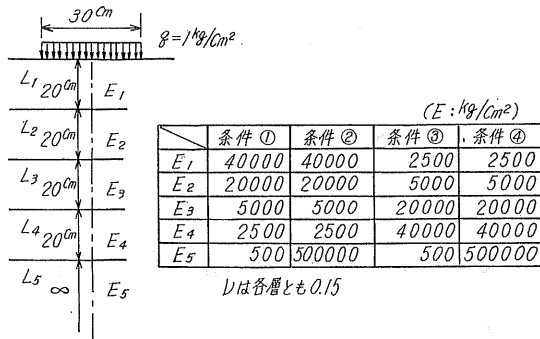 30cm
q=1kg/cm²
L1 20cm E1
L2 20cm E2
L3 20cm E3
L4 20cm E4
L5 ∞ E5
(E:kg/cm²)
条件① 条件② 条件③ 条件④
E1 40000 40000 2500 2500
E2 20000 20000 5000 5000
E3 5000 5000 20000 20000
E4 2500 2500 40000 40000
E5 500 500000 500 500000
νは各層とも0.15